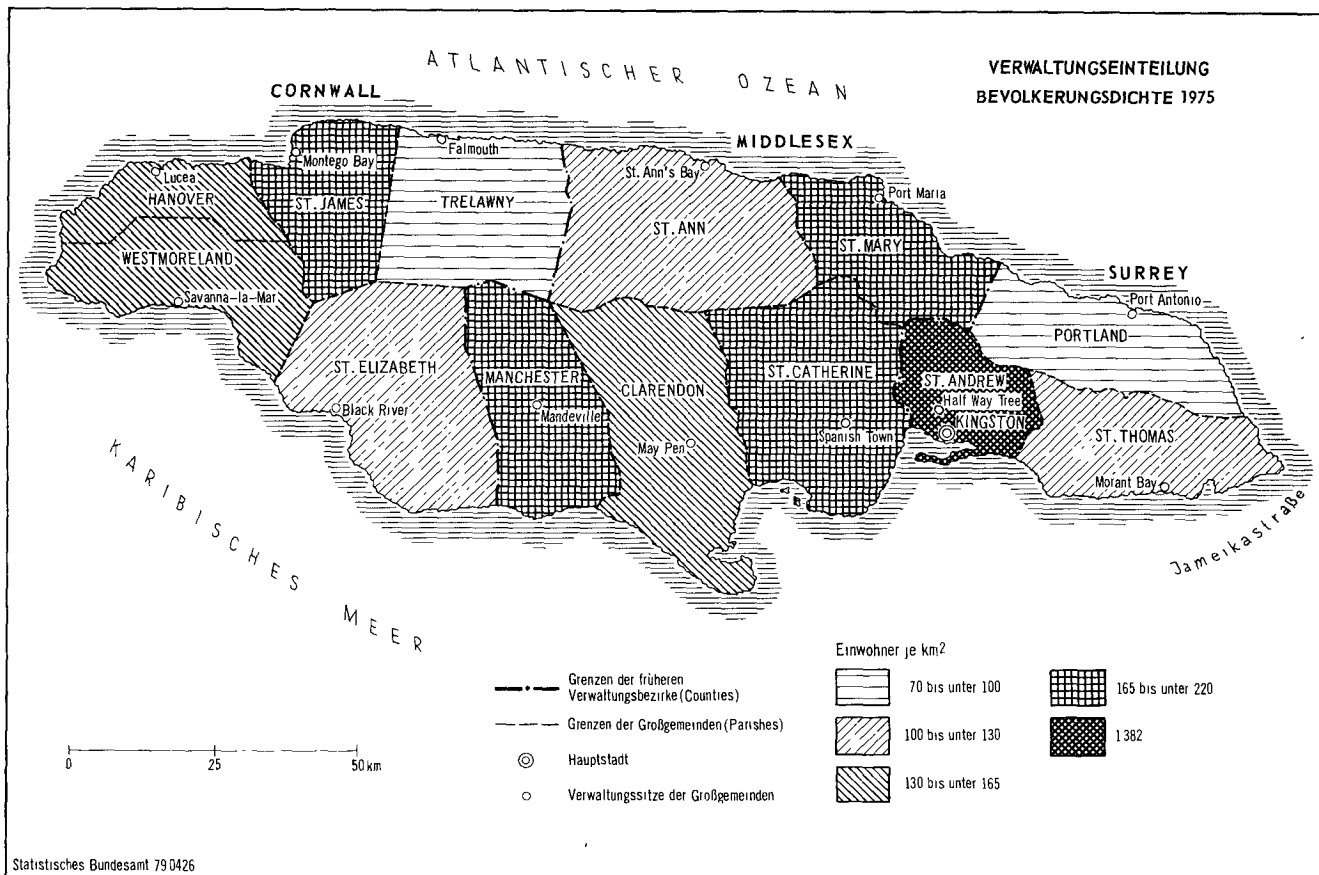 ATLANTISCHER OZEAN
VERWALTUNGSEINTEILUNG
BEVOLKERUNGSDICHTE 1975
CORNWALL
MIDDLESEX
SURREY
Falmouth
Montego Bay
Lucea
HANOVER
ST. JAMES
TRELAWNY
St. Ann's Bay
ST. ANN
Port Maria
ST. MARY
WESTMORELAND
Savanna-la-Mar
Port Antonio
PORTLAND
ST. ELIZABETH
Black River
MANCHESTER
Mandeville
CLARENDON
May Pen
ST. CATHERINE
Spanish Town
ST. ANDREW
Half Way Tree
KINGSTON
ST. THOMAS
Morant Bay
KARIBISCHES MEER
Jameikastraße
Einwohner je km²
70 bis unter 100
100 bis unter 130
130 bis unter 165
165 bis unter 220
1 382
Grenzen der früheren
Verwaltungsbezirke (Counties)
Grenzen der Großgemeinden (Parishes)
Hauptstadt
Verwaltungssitze der Großgemeinden
0 25 50 km
Statistisches Bundesamt 79 0426